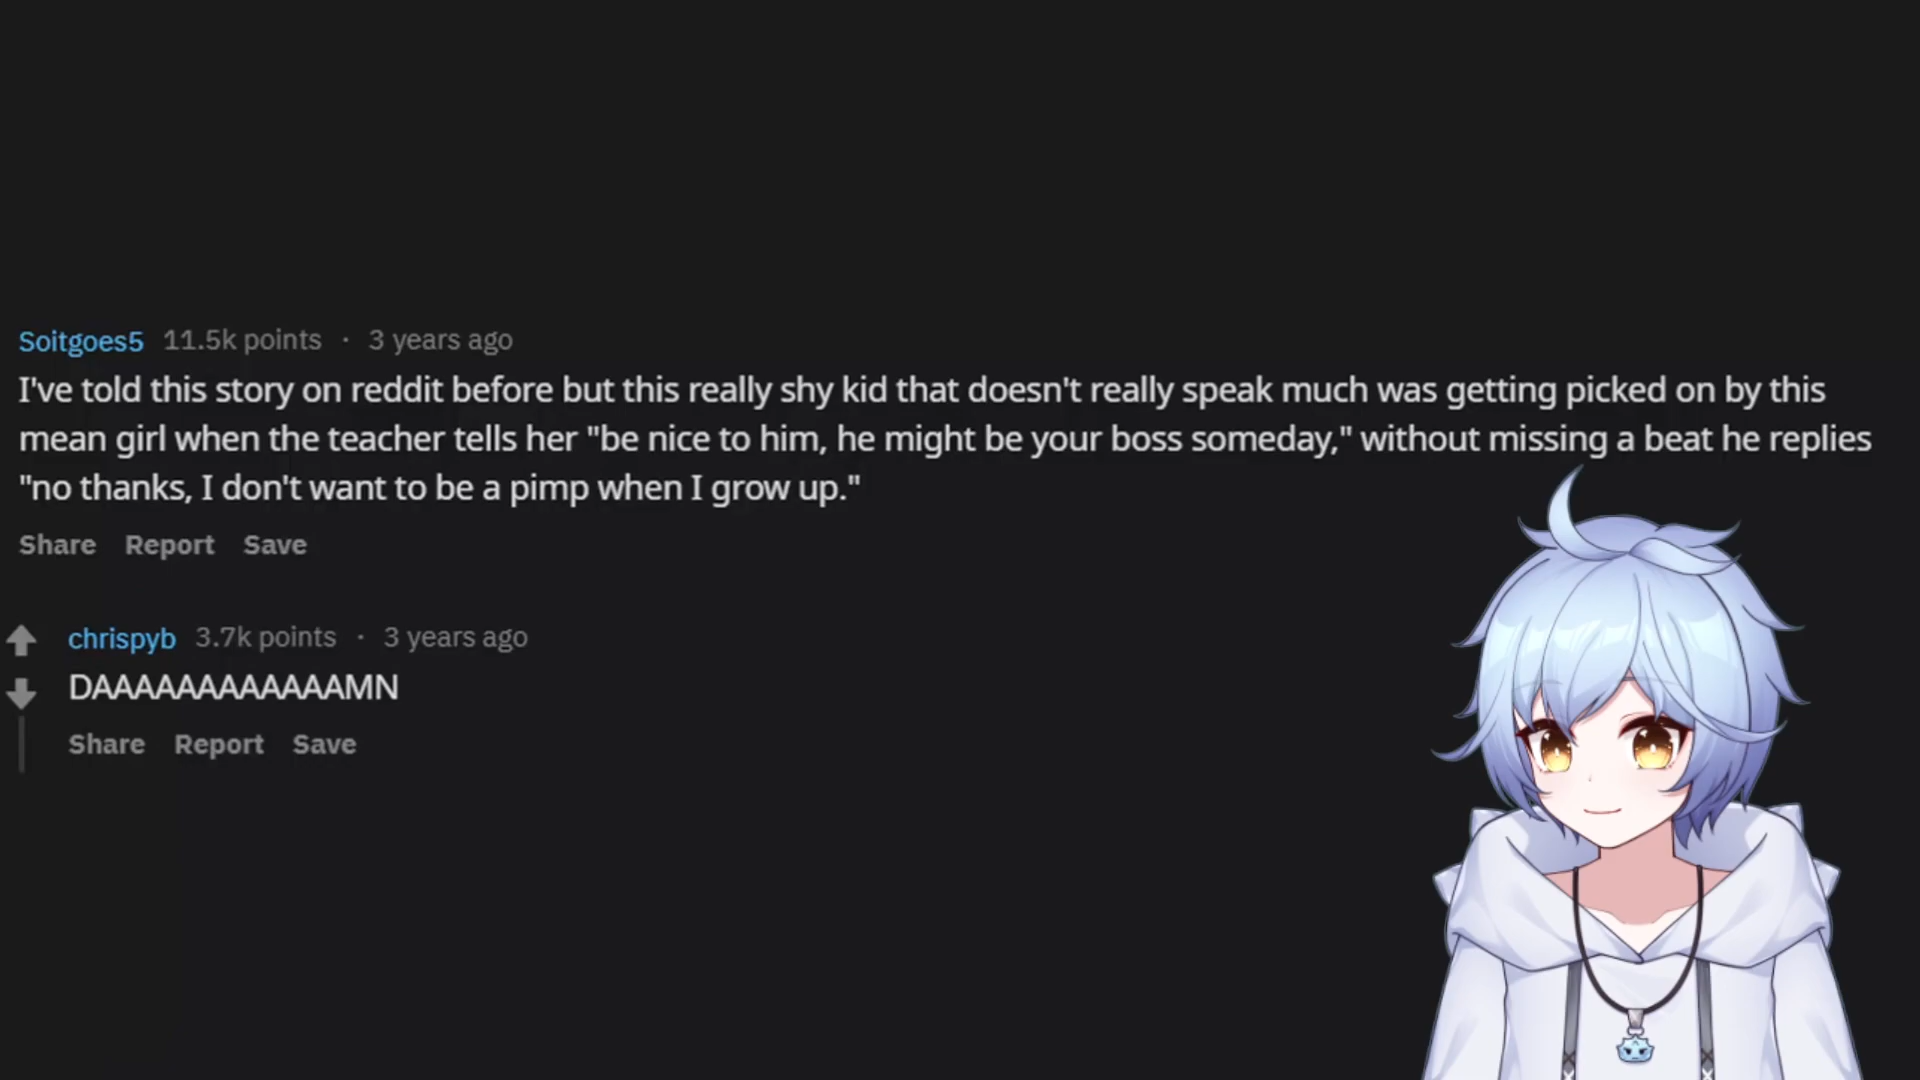 Soitgoes5 11.5k points · 3 years ago
I've told this story on reddit before but this really shy kid that doesn't really speak much was getting picked on by this
mean girl when the teacher tells her "be nice to him, he might be your boss someday," without missing a beat he replies
"no thanks, I don't want to be a pimp when I grow up."
Share Report Save
chrispyb 3.7k points · 3 years ago
DAAAAAAAAAAAAMN
Share Report Save